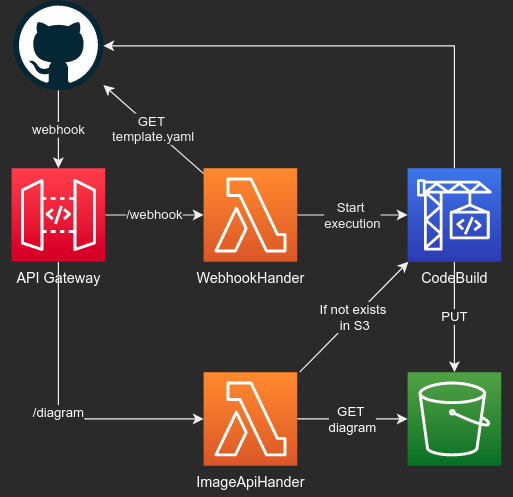 webhook
GET
template.yaml
/webhook
Start
execution
API Gateway
WebhookHander
CodeBuild
If not exists
in S3
PUT
/diagram
GET
diagram
ImageApiHander